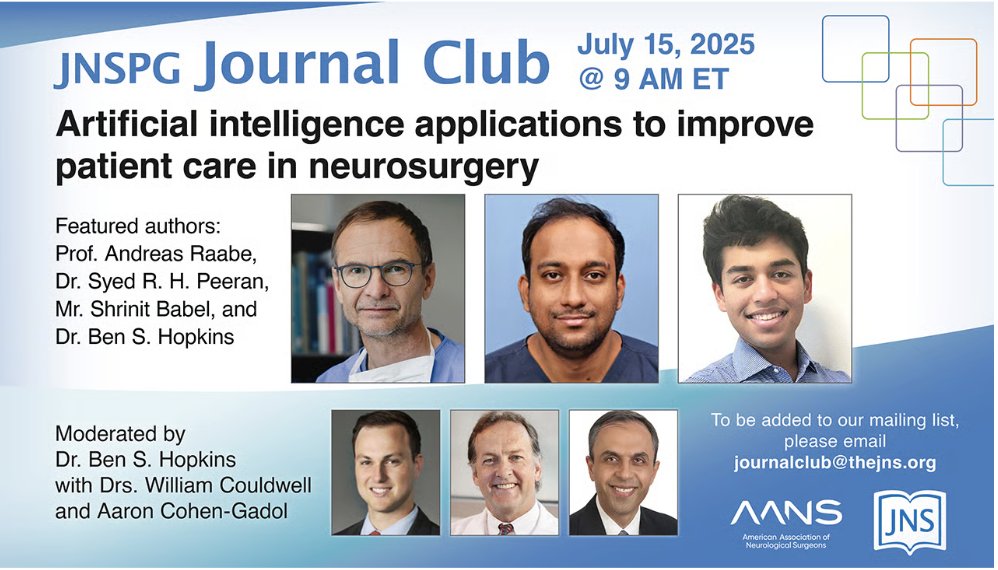 JNSPG Journal Club
July 15, 2025
@ 9 AM ET
Artificial intelligence applications to improve
patient care in neurosurgery
Featured authors:
Prof. Andreas Raabe,
Dr. Syed R. H. Peeran,
Mr. Shrinit Babel, and
Dr. Ben S. Hopkins
Moderated by
Dr. Ben S. Hopkins
with Drs. William Couldwell
and Aaron Cohen-Gadol
To be added to our mailing list,
please email
journalclub@thejns.org
AANS
American Association of
Neurological Surgeons
JNS